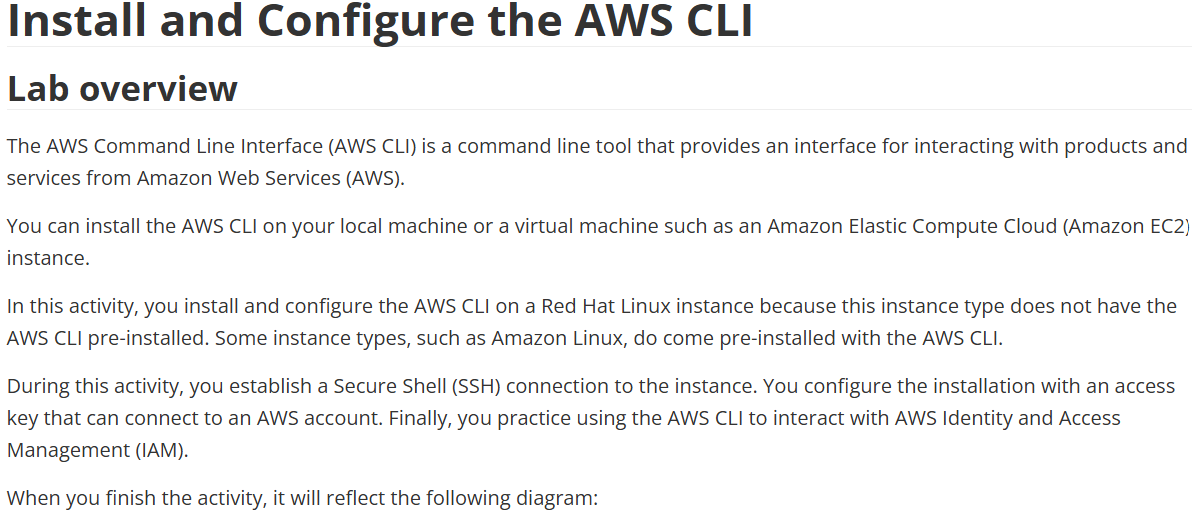 Install and Configure the AWS CLI
Lab overview
The AWS Command Line Interface (AWS CLI) is a command line tool that provides an interface for interacting with products and
services from Amazon Web Services (AWS).
You can install the AWS CLI on your local machine or a virtual machine such as an Amazon Elastic Compute Cloud (Amazon EC2)
instance.
In this activity, you install and configure the AWS CLI on a Red Hat Linux instance because this instance type does not have the
AWS CLI pre-installed. Some instance types, such as Amazon Linux, do come pre-installed with the AWS CLI.
During this activity, you establish a Secure Shell (SSH) connection to the instance. You configure the installation with an access
key that can connect to an AWS account. Finally, you practice using the AWS CLI to interact with AWS Identity and Access
Management (IAM).
When you finish the activity, it will reflect the following diagram: